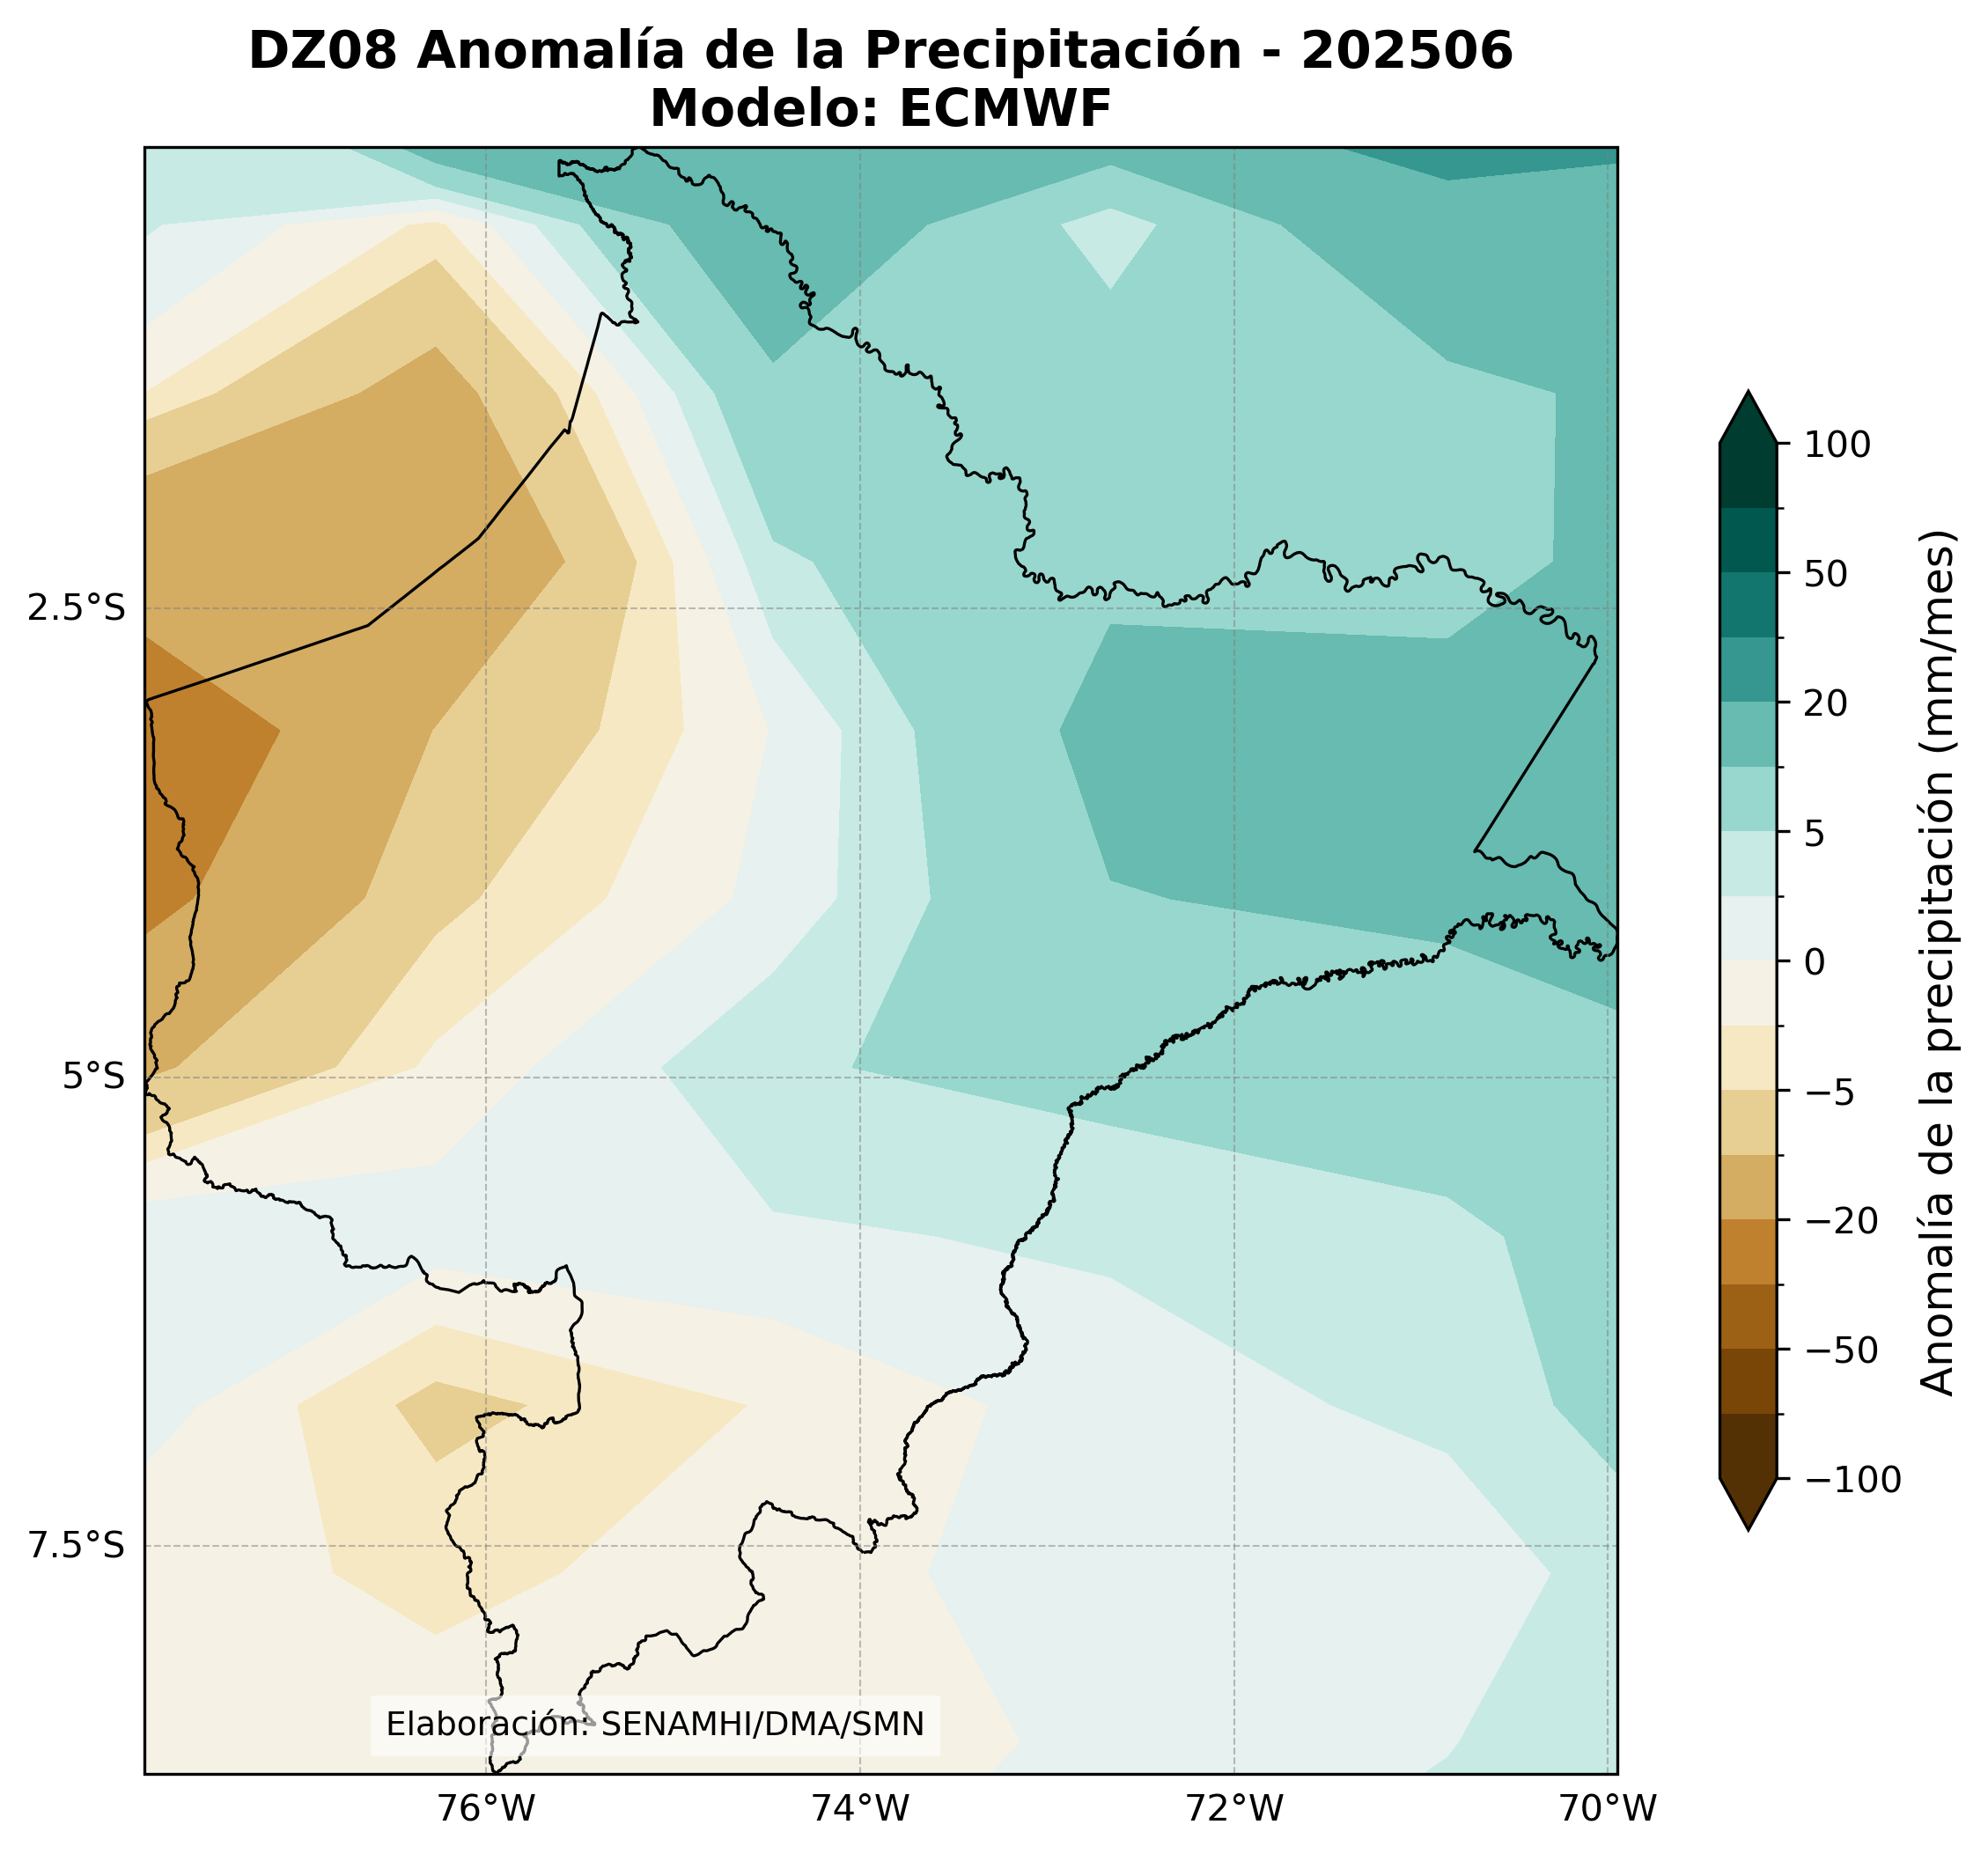 DZ08 Anomalía de la Precipitación - 202506
Modelo: ECMWF
2.5°S
5°S
7.5°S
76°W
74°W
72°W
70°W
Elaboración: SENAMHI/DMA/SMN
100
50
20
5
0
−5
−20
−50
−100
Anomalía de la precipitación (mm/mes)